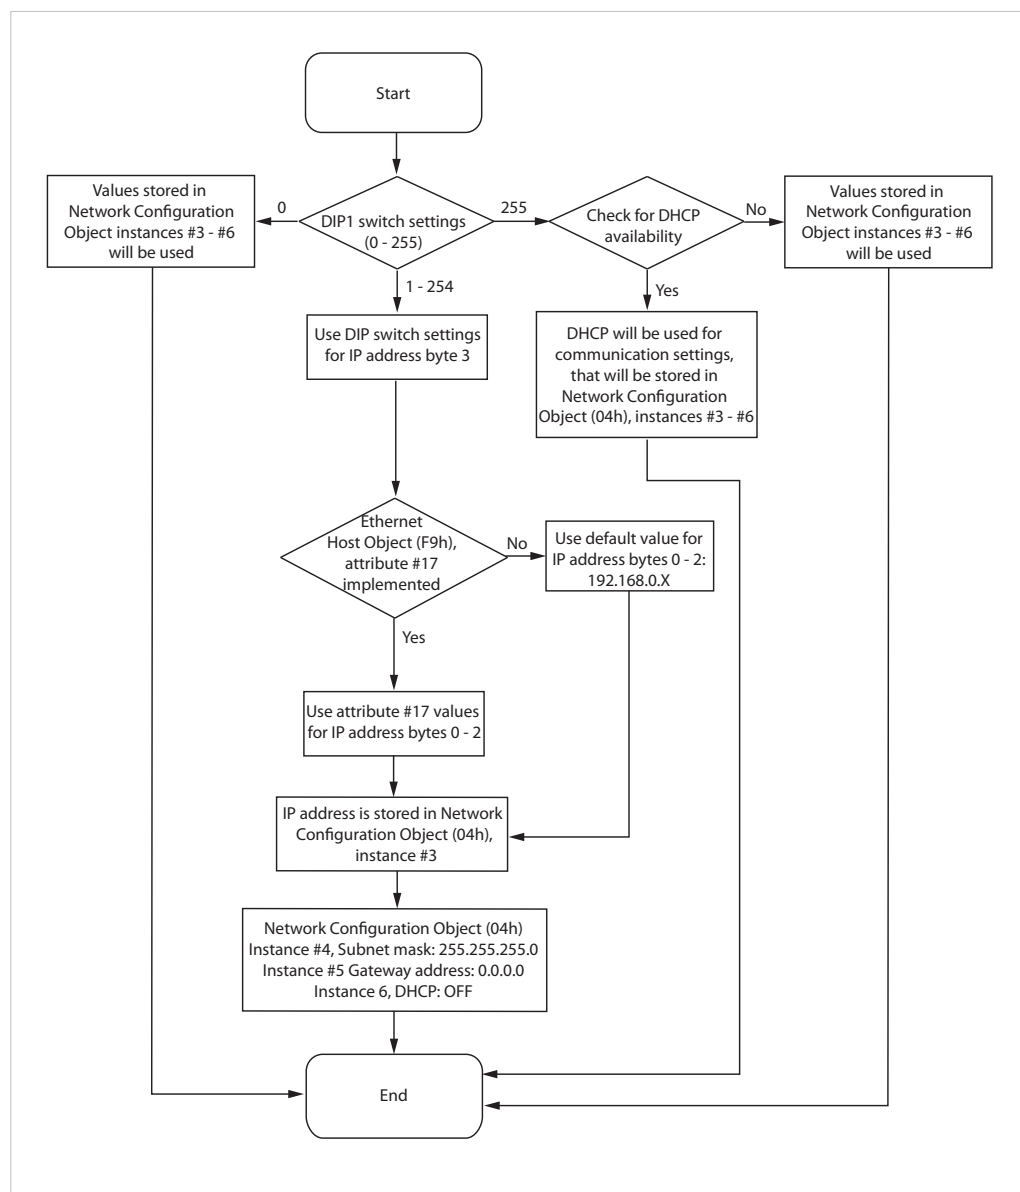 Start
Values stored in
Network Configuration
Object instances #3 - #6
will be used
0
DIP1 switch settings
(0 - 255)
255
Check for DHCP
availability
No
Values stored in
Network Configuration
Object instances #3 - #6
will be used
1 - 254
Yes
Use DIP switch settings
for IP address byte 3
DHCP will be used for
communication settings,
that will be stored in
Network Configuration
Object (04h), instances #3 - #6
Ethernet
Host Object (F9h),
attribute #17
implemented
No
Use default value for
IP address bytes 0 - 2:
192.168.0.X
Yes
Use attribute #17 values
for IP address bytes 0 - 2
IP address is stored in Network
Configuration Object (04h),
instance #3
Network Configuration Object (04h)
Instance #4, Subnet mask: 255.255.255.0
Instance #5 Gateway address: 0.0.0.0
Instance 6, DHCP: OFF
End